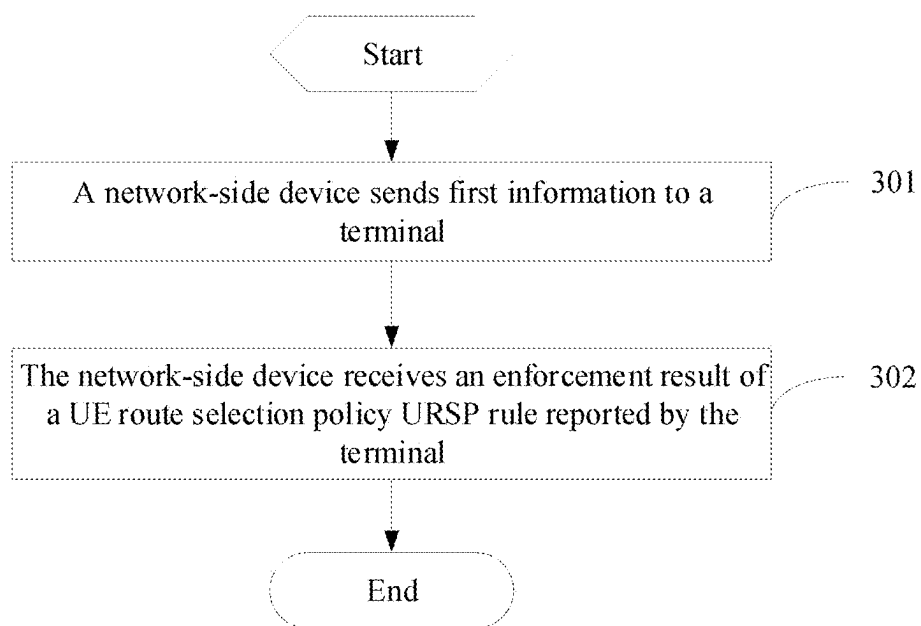 Start
A network-side device sends first information to a
terminal
301
The network-side device receives an enforcement result of
a UE route selection policy URSP rule reported by the
terminal
302
End